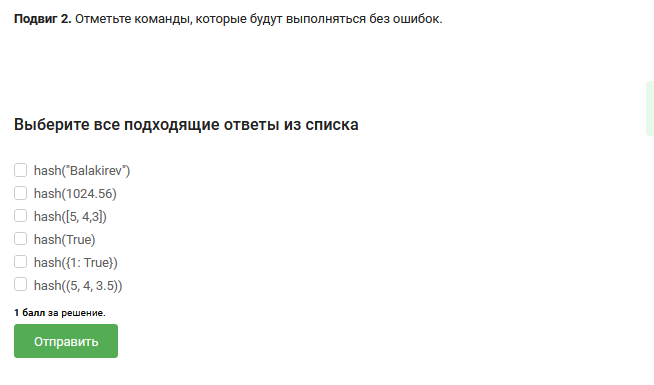 Подвиг 2. Отметьте команды, которые будут выполняться без ошибок.
Выберите все подходящие ответы из списка
hash("Balakirev")
hash(1024.56)
hash([5, 4,3])
hash(True)
hash({1: True})
hash((5, 4, 3.5))
1 балл за решение.
Отправить